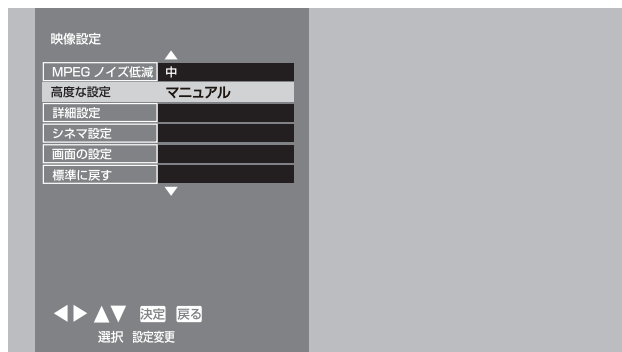 映像設定
MPEG ノイズ低減 中
高度な設定 マニュアル
詳細設定
シネマ設定
画面の設定
標準に戻す
決定 戻る
選択 設定変更